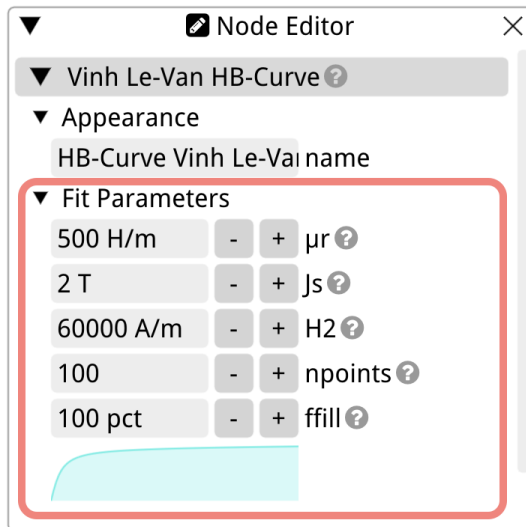 Node Editor
Vinh Le-Van HB-Curve ?
Appearance
HB-Curve Vinh Le-Va name
Fit Parameters
500 H/m - + µr ?
2 T - + Js ?
60000 A/m - + H2 ?
100 - + npoints ?
100 pct - + ffill ?